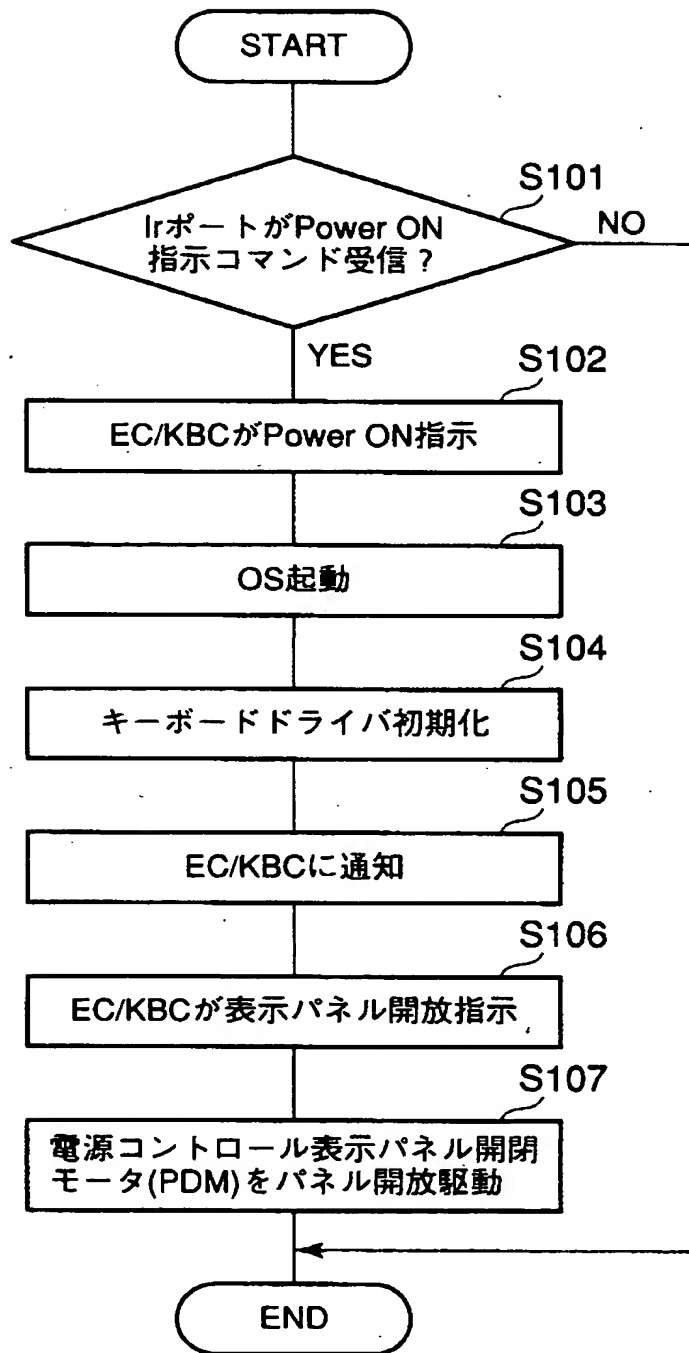 START
S101
IrポートがPower ON
指示コマンド受信?
NO
YES
S102
EC/KBCがPower ON指示
S103
OS起動
S104
キーボードドライバ初期化
S105
EC/KBCに通知
S106
EC/KBCが表示パネル開放指示
S107
電源コントロール表示パネル開閉
モータ(PDM)をパネル開放駆動
END